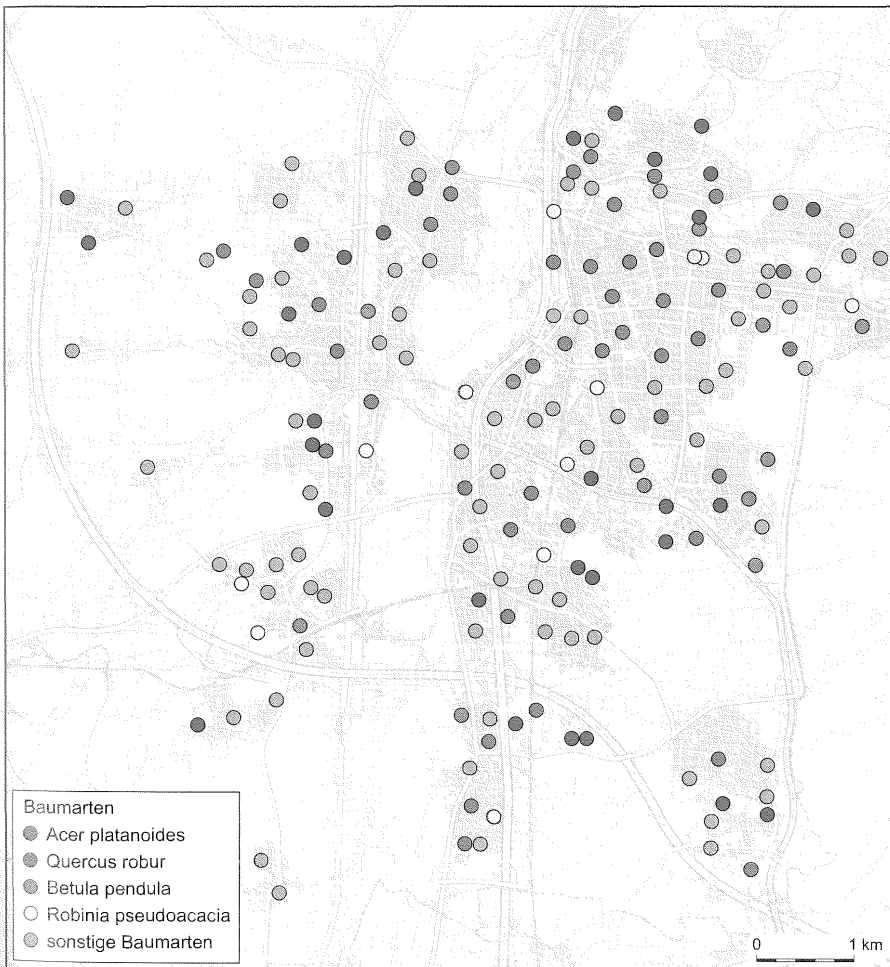 Baumarten
Acer platanoides
Quercus robur
Betula pendula
Robinia pseudoacacia
sonstige Baumarten
0 1 km